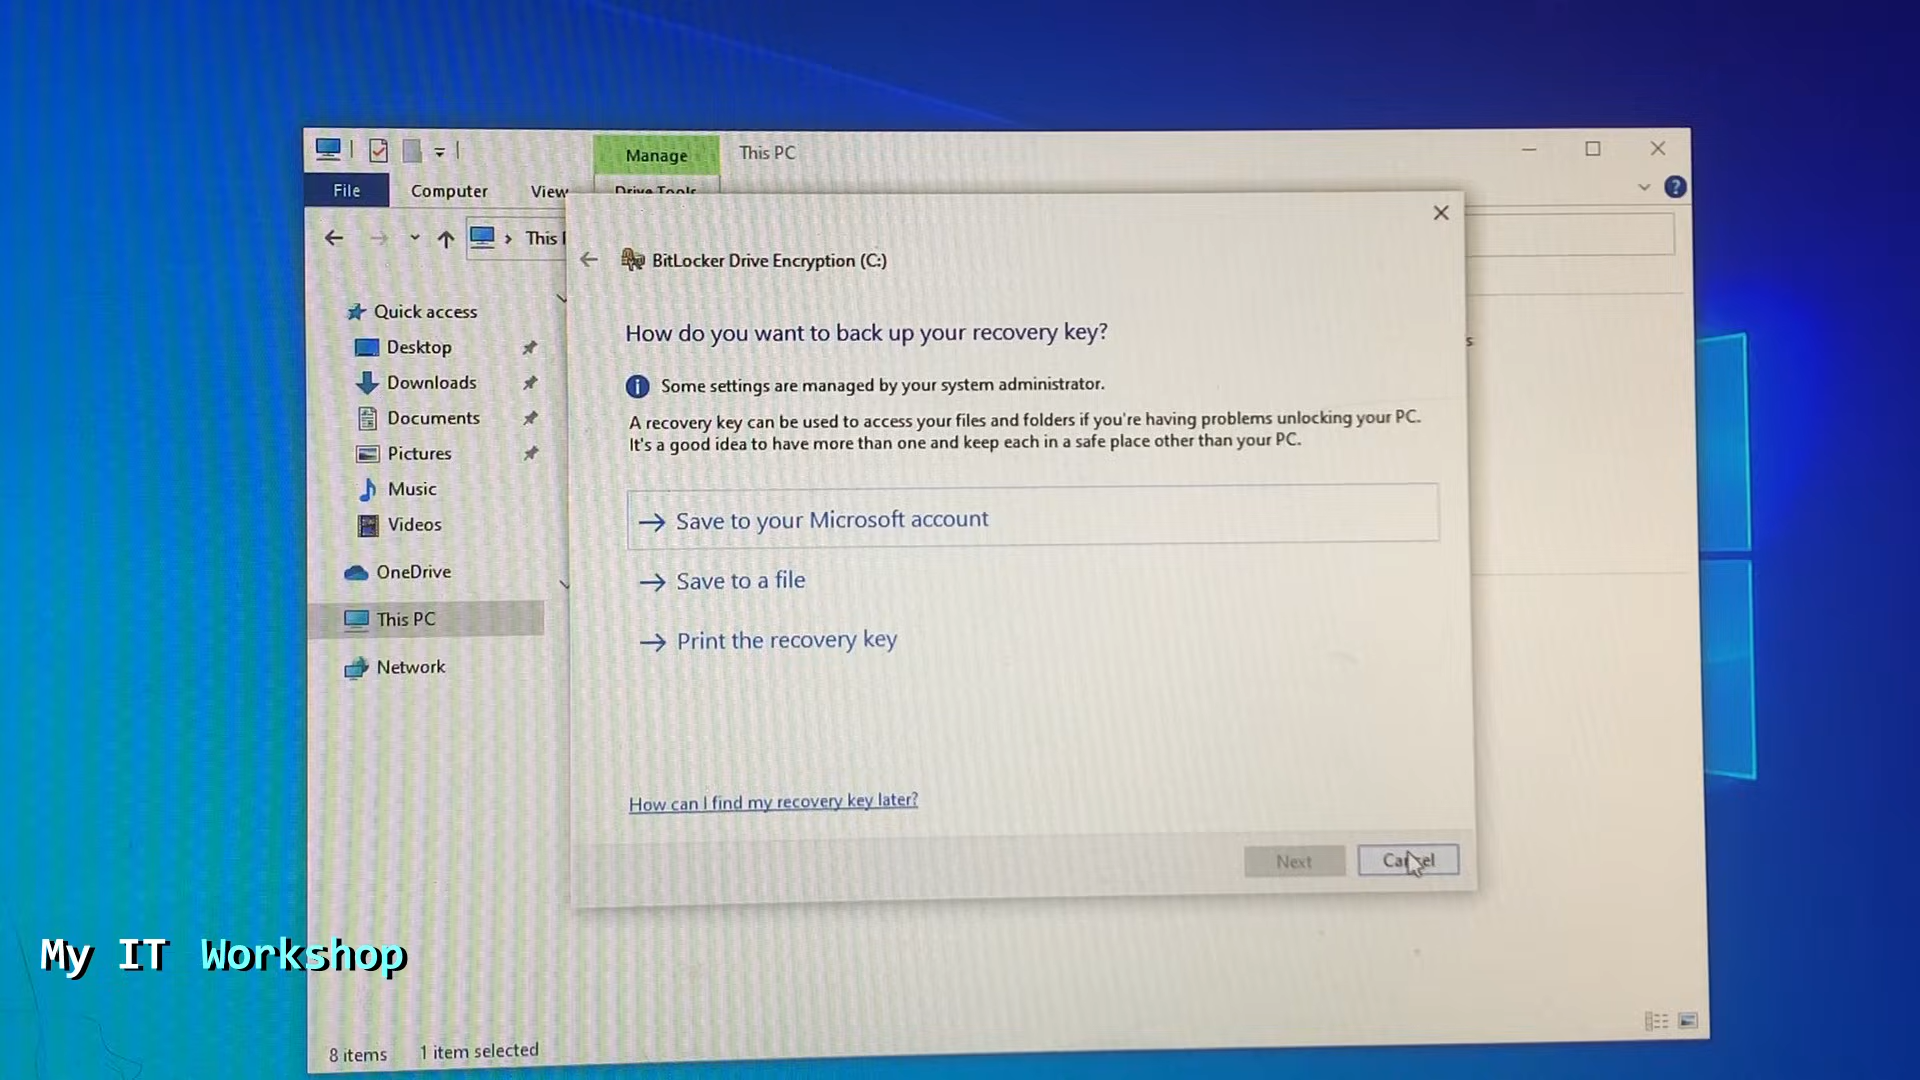 Manage
This PC
File
Computer
View
Drive Tools
This
BitLocker Drive Encryption (C:)
How do you want to back up your recovery key?
Some settings are managed by your system administrator.
A recovery key can be used to access your files and folders if you're having problems unlocking your PC.
It's a good idea to have more than one and keep each in a safe place other than your PC.
Save to your Microsoft account
Save to a file
Print the recovery key
How can I find my recovery key later?
Next
Cancel
Quick access
Desktop
Downloads
Documents
Pictures
Music
Videos
OneDrive
This PC
Network
8 items
1 item selected
My IT Workshop